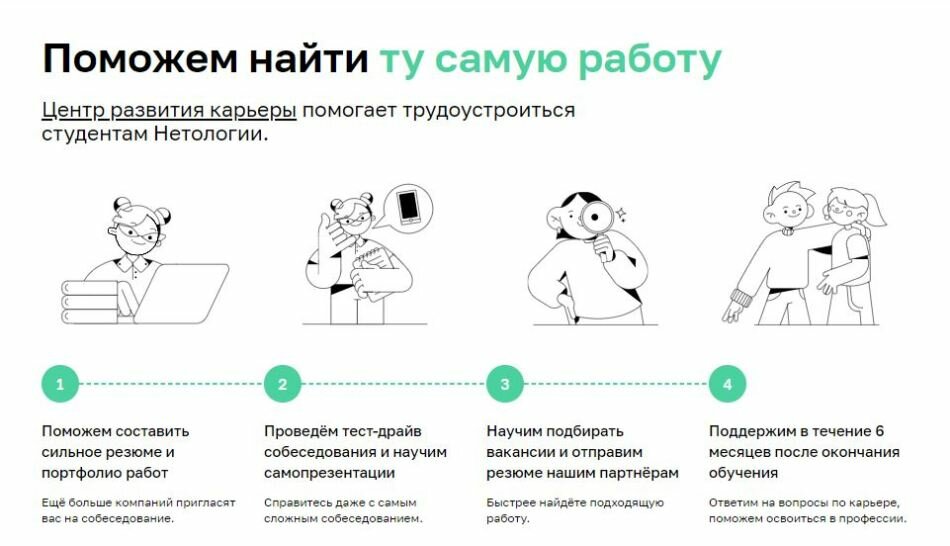 Поможем найти ту самую работу
Центр развития карьеры помогает трудоустроиться
студентам Нетологии.
1
2
3
4
Поможем составить
сильное резюме и
портфолио работ
Ещё больше компаний пригласят
вас на собеседование.
Проведём тест-драйв
собеседования и научим
самопрезентации
Справитесь даже с самым
сложным собеседованием.
Научим подбирать
вакансии и отправим
резюме нашим партнёрам
Быстрее найдёте подходящую
работу.
Поддержим в течение 6
месяцев после окончания
обучения
Ответим на вопросы по карьере,
поможем освоиться в профессии.